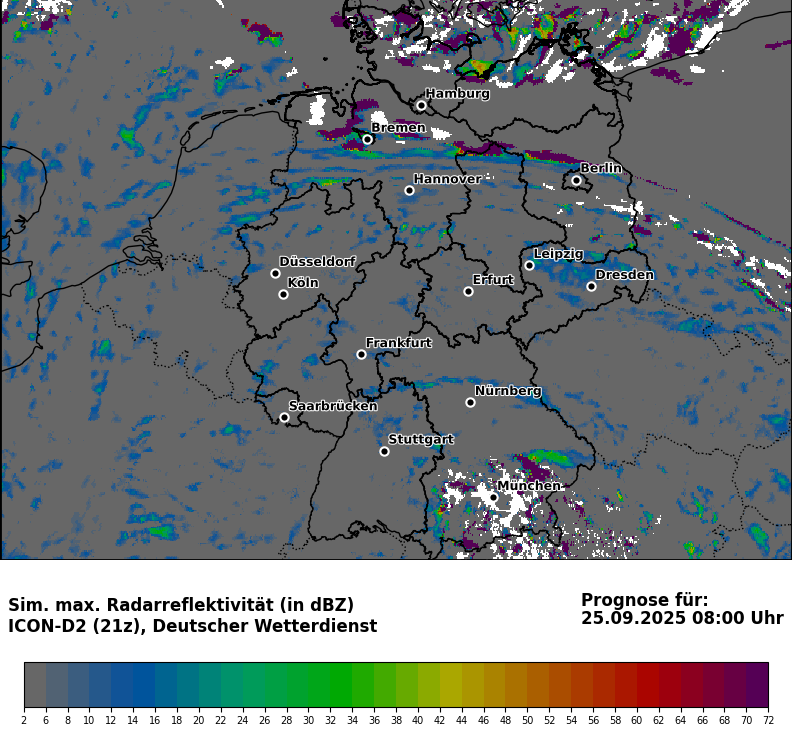 Hamburg
Bremen
Berlin
Hannover
Leipzig
Düsseldorf
Dresden
Köln
Erfurt
Frankfurt
Nürnberg
Saarbrücken
Stuttgart
München
Sim. max. Radarreflektivität (in dBZ)
ICON-D2 (21z), Deutscher Wetterdienst
Prognose für:
25.09.2025 08:00 Uhr
2 6 8 10 12 14 16 18 20 22 24 26 28 30 32 34 36 38 40 42 44 46 48 50 52 54 56 58 60 62 64 66 68 70 72